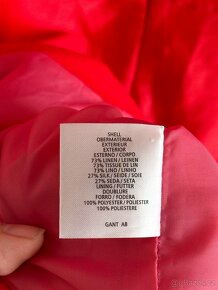 SHELL
OBERMATERIAL
EXTERIEUR
EXTERIOR
ESTERNO / CORPO
73% LINEN / LEINEN
73% TISSUE DE LIN
73% LINO / LINHO
27% SILK / SEIDE / SOIE
27% SEDA / SETA
LINING / FUTTER
DOUBLURE
FORRO / FODERA
100% POLYESTER / POLIESTER
100% POLIESTERE
GANT AB